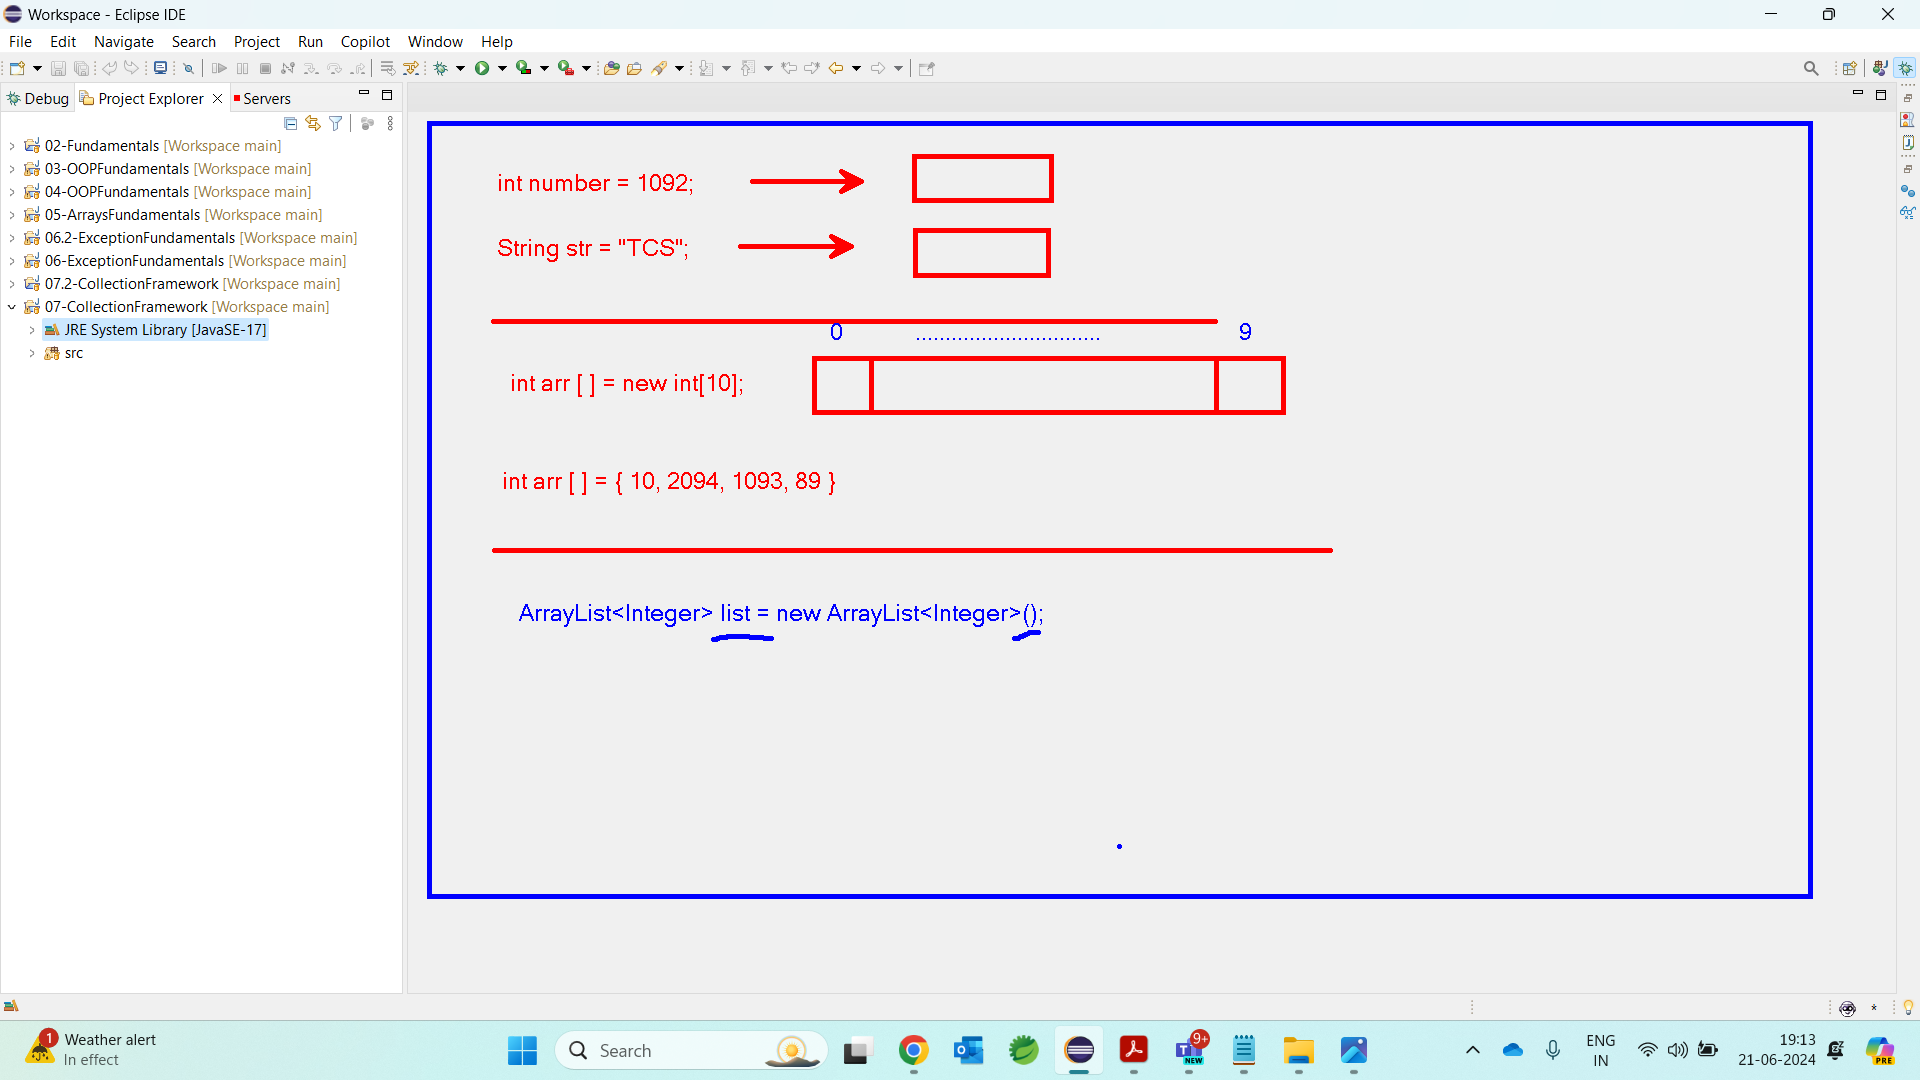 Workspace - Eclipse IDE
File Edit Navigate Search Project Run Copilot Window Help
Debug Project Explorer Servers
02-Fundamentals [Workspace main]
03-OOPFundamentals [Workspace main]
04-OOPFundamentals [Workspace main]
05-ArraysFundamentals [Workspace main]
06.2-ExceptionFundamentals [Workspace main]
06-ExceptionFundamentals [Workspace main]
07.2-CollectionFramework [Workspace main]
07-CollectionFramework [Workspace main]
JRE System Library [JavaSE-17]
src
int number = 1092;
String str = "TCS";
0 ............................... 9
int arr [ ] = new int[10];
int arr [ ] = { 10, 2094, 1093, 89 }
ArrayList<Integer> list = new ArrayList<Integer>();
1
Weather alert
In effect
Search
9+
NEW
ENG
IN
19:13
21-06-2024
PRE